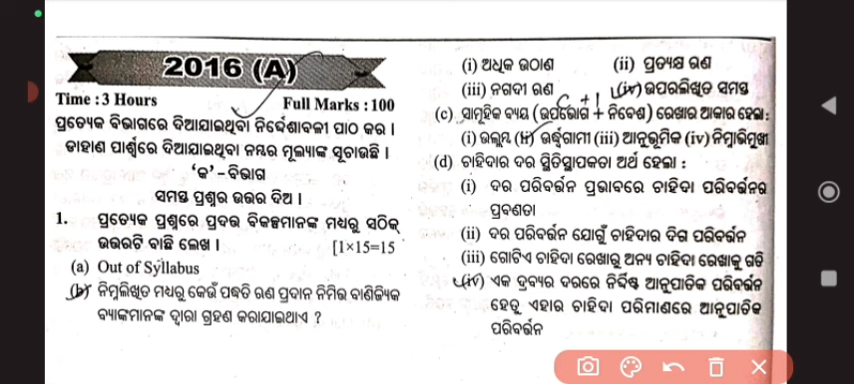 2016 (A)
Time : 3 Hours Full Marks : 100
ପ୍ରତ୍ୟେକ ବିଭାଗରେ ଦିଆଯାଇଥିବା ନିର୍ଦ୍ଦେଶାବଳୀ ପାଠ କର ।
ଡାହାଣ ପାର୍ଶ୍ୱରେ ଦିଆଯାଇଥିବା ନମ୍ବର ମୂଲ୍ୟାଙ୍କ ସୂଚାଉଛି ।
‘କ’ – ବିଭାଗ
ସମସ୍ତ ପ୍ରଶ୍ନର ଉତ୍ତର ଦିଅ ।
1. ପ୍ରତ୍ୟେକ ପ୍ରଶ୍ନରେ ପ୍ରଦତ୍ତ ବିକଳ୍ପମାନଙ୍କ ମଧ୍ୟରୁ ସଠିକ୍
ଉତ୍ତରଟି ବାଛି ଲେଖ । [1×15=15
(a) Out of Syllabus
(b) ନିମ୍ନଲିଖିତ ମଧ୍ୟରୁ କେଉଁ ପଦ୍ଧତି ଋଣ ପ୍ରଦାନ ନିମିତ୍ତ ବାଣିଜ୍ୟିକ
ବ୍ୟାଙ୍କମାନଙ୍କ ଦ୍ୱାରା ଗ୍ରହଣ କରାଯାଇଥାଏ ?
(i) ଅଧିକ ଉଠାଣ (ii) ପ୍ରତ୍ୟକ୍ଷ ଋଣ
(iii) ନଗଦୀ ଋଣ (iv) ଉପରଲିଖିତ ସମସ୍ତ
C + I
(c) ସାମୂହିକ ବ୍ୟୟ (ଉପଭୋଗ + ନିବେଶ) ରେଖାର ଆକାର ହେଲା :
(i) ଉଲ୍ଲମ୍ବ (ii) ଊର୍ଦ୍ଧ୍ୱଗାମୀ (iii) ଆନୁଭୂମିକ (iv) ନିମ୍ନାଭିମୁଖୀ
(d) ଚାହିଦାର ଦର ସ୍ଥିତିସ୍ଥାପକତା ଅର୍ଥ ହେଲା :
(i) ଦର ପରିବର୍ତ୍ତନ ପ୍ରଭାବରେ ଚାହିଦା ପରିବର୍ତ୍ତନର
ପ୍ରବଣତା
(ii) ଦର ପରିବର୍ତ୍ତନ ଯୋଗୁଁ ଚାହିଦାର ଦିଗ ପରିବର୍ତ୍ତନ
(iii) ଗୋଟିଏ ଚାହିଦା ରେଖାରୁ ଅନ୍ୟ ଚାହିଦା ରେଖାକୁ ଗତି
(iv) ଏକ ଦ୍ରବ୍ୟର ଦରରେ ନିର୍ଦ୍ଦିଷ୍ଟ ଆନୁପାତିକ ପରିବର୍ତ୍ତନ
ହେତୁ ଏହାର ଚାହିଦା ପରିମାଣରେ ଆନୁପାତିକ
ପରିବର୍ତ୍ତନ